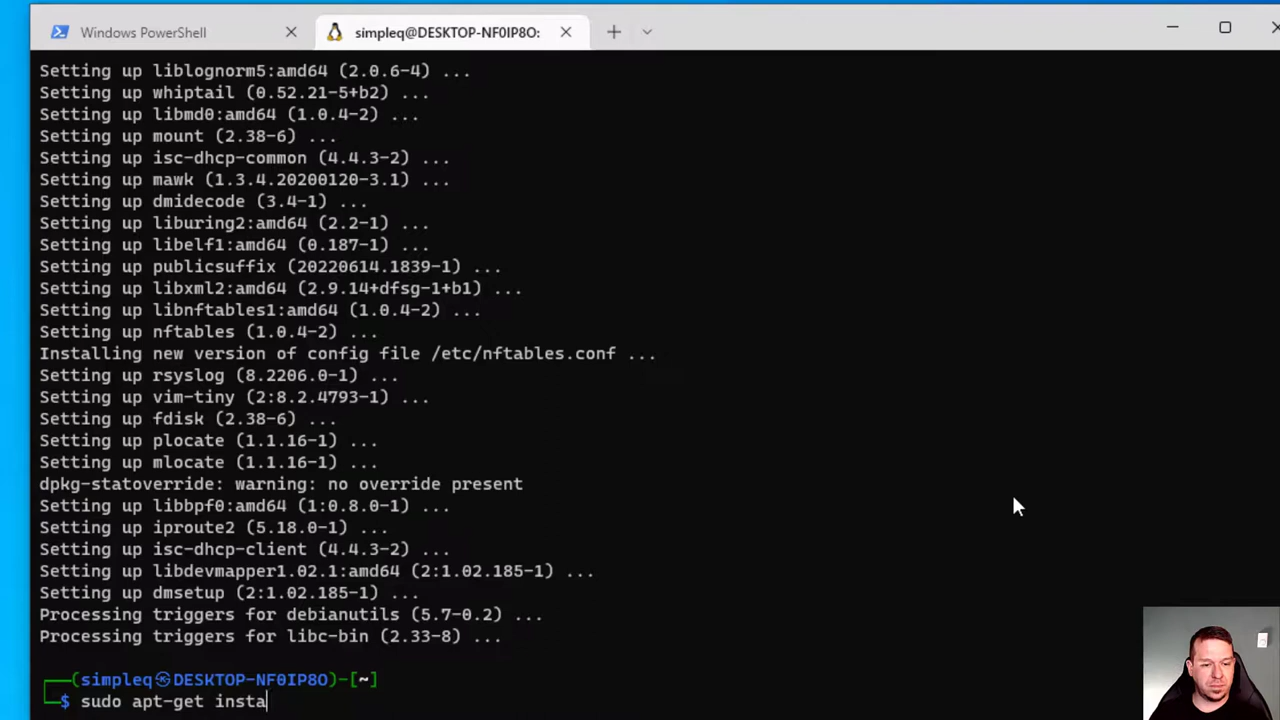 Windows PowerShell
simpleq@DESKTOP-NF0IP8O:
Setting up liblognorm5:amd64 (2.0.6-4) ...
Setting up whiptail (0.52.21-5+b2) ...
Setting up libmd0:amd64 (1.0.4-2) ...
Setting up mount (2.38-6) ...
Setting up isc-dhcp-common (4.4.3-2) ...
Setting up mawk (1.3.4.20200120-3.1) ...
Setting up dmidecode (3.4-1) ...
Setting up liburing2:amd64 (2.2-1) ...
Setting up libelf1:amd64 (0.187-1) ...
Setting up publicsuffix (20220614.1839-1) ...
Setting up libxml2:amd64 (2.9.14+dfsg-1+b1) ...
Setting up libnftables1:amd64 (1.0.4-2) ...
Setting up nftables (1.0.4-2) ...
Installing new version of config file /etc/nftables.conf ...
Setting up rsyslog (8.2206.0-1) ...
Setting up vim-tiny (2:8.2.4793-1) ...
Setting up fdisk (2.38-6) ...
Setting up plocate (1.1.16-1) ...
Setting up mlocate (1.1.16-1) ...
dpkg-statoverride: warning: no override present
Setting up libbpf0:amd64 (1:0.8.0-1) ...
Setting up iproute2 (5.18.0-1) ...
Setting up isc-dhcp-client (4.4.3-2) ...
Setting up libdevmapper1.02.1:amd64 (2:1.02.185-1) ...
Setting up dmsetup (2:1.02.185-1) ...
Processing triggers for debianutils (5.7-0.2) ...
Processing triggers for libc-bin (2.33-8) ...
┌──(simpleq㉿DESKTOP-NF0IP8O)-[~]
└─$ sudo apt-get insta